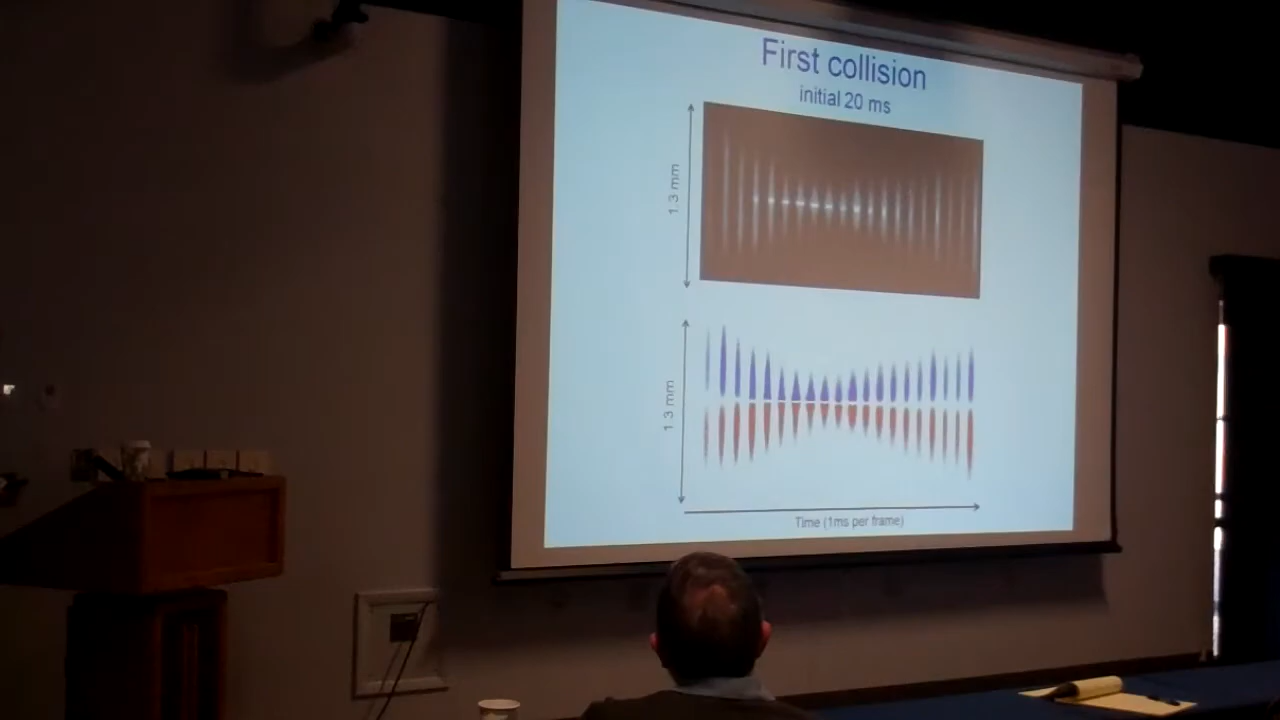 First collision
initial 20 ms
1.3 mm
1.3 mm
Time (1ms per frame)